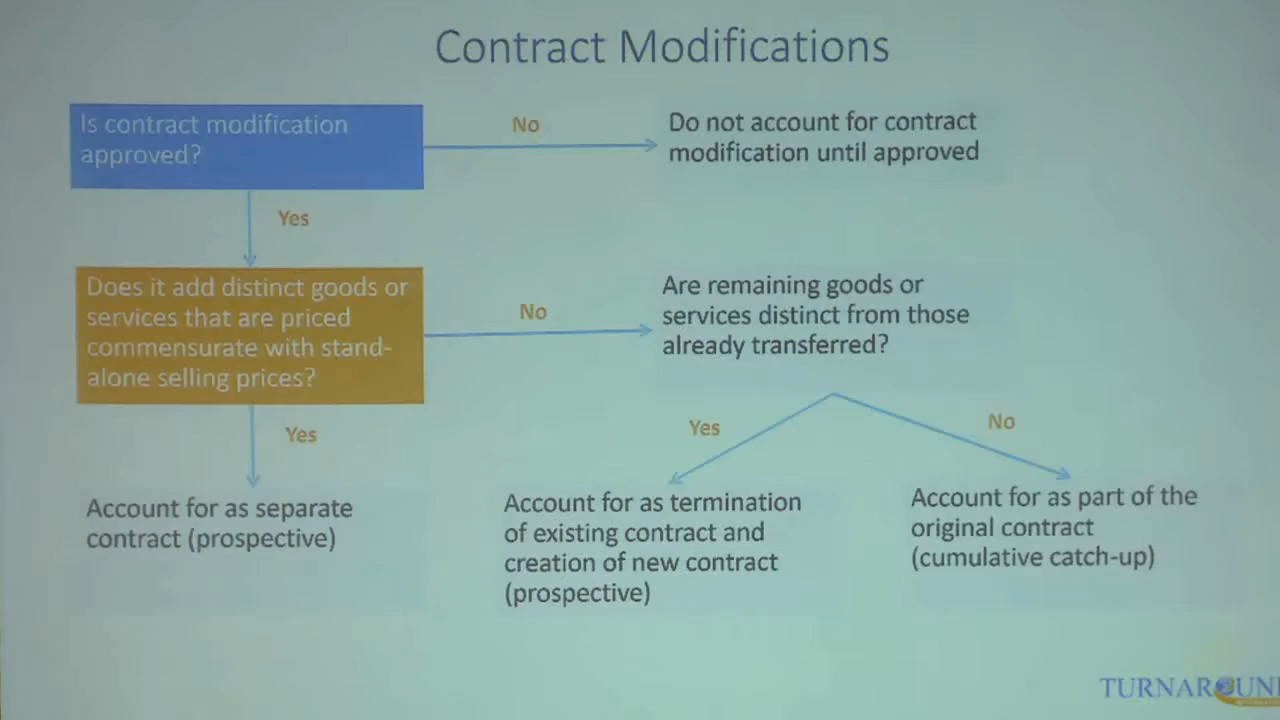 Contract Modifications
Is contract modification
approved?
No
Do not account for contract
modification until approved
Yes
Does it add distinct goods or
services that are priced
commensurate with stand-
alone selling prices?
No
Are remaining goods or
services distinct from those
already transferred?
Yes
Account for as separate
contract (prospective)
Yes
Account for as termination
of existing contract and
creation of new contract
(prospective)
No
Account for as part of the
original contract
(cumulative catch-up)
TURNAROUN